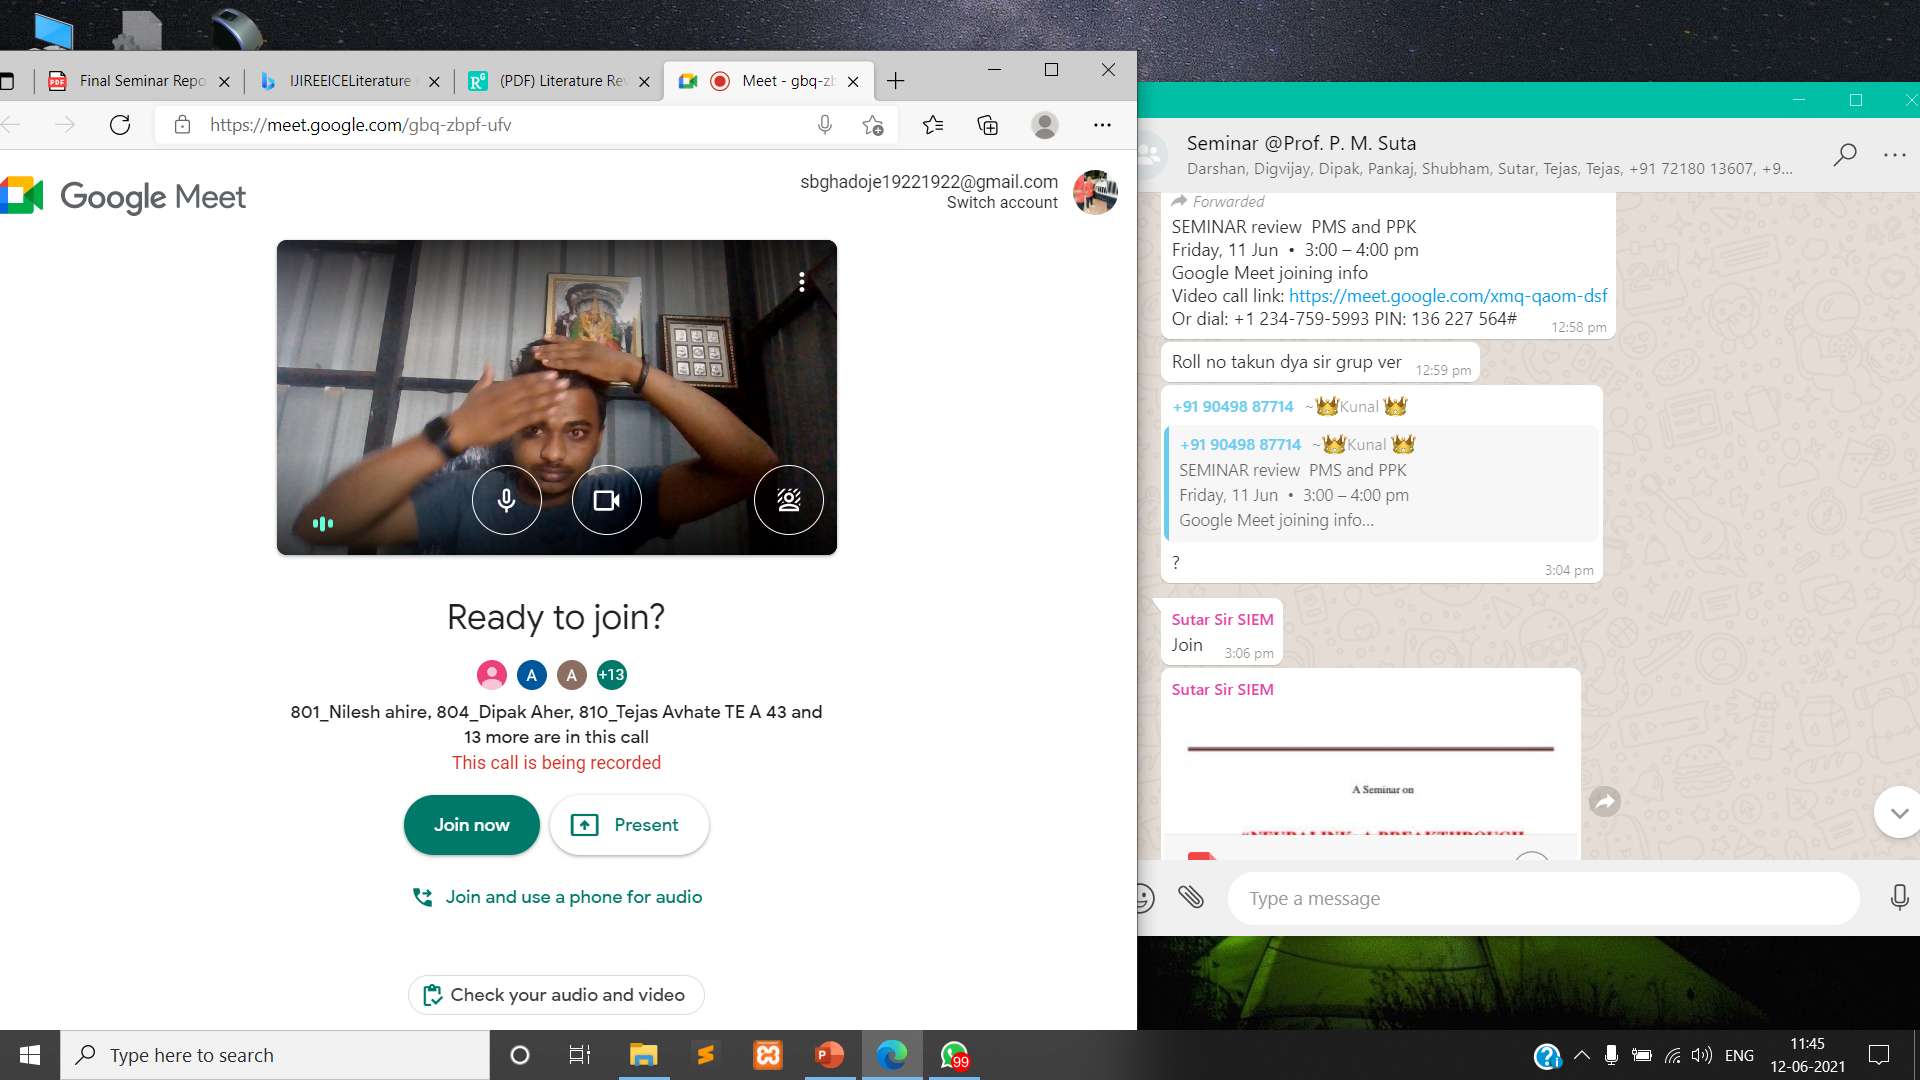 Final Seminar Repo
IJIREEICELiterature
(PDF) Literature Rev
Meet - gbq-zb
https://meet.google.com/gbq-zbpf-ufv
Google Meet
sbghadoje19221922@gmail.com
Switch account
Ready to join?
A A +13
801_Nilesh ahire, 804_Dipak Aher, 810_Tejas Avhate TE A 43 and
13 more are in this call
This call is being recorded
Join now
Present
Join and use a phone for audio
Check your audio and video
Seminar @Prof. P. M. Suta
Darshan, Digvijay, Dipak, Pankaj, Shubham, Sutar, Tejas, Tejas, +91 72180 13607, +9...
Forwarded
SEMINAR review PMS and PPK
Friday, 11 Jun • 3:00 – 4:00 pm
Google Meet joining info
Video call link: https://meet.google.com/xmq-qaom-dsf
Or dial: +1 234-759-5993 PIN: 136 227 564#
12:58 pm
Roll no takun dya sir grup ver
12:59 pm
+91 90498 87714 ~👑Kunal 👑
+91 90498 87714 ~👑Kunal 👑
SEMINAR review PMS and PPK
Friday, 11 Jun • 3:00 – 4:00 pm
Google Meet joining info...
?
3:04 pm
Sutar Sir SIEM
Join
3:06 pm
Sutar Sir SIEM
A Seminar on
Type a message
Type here to search
99
ENG
11:45
12-06-2021